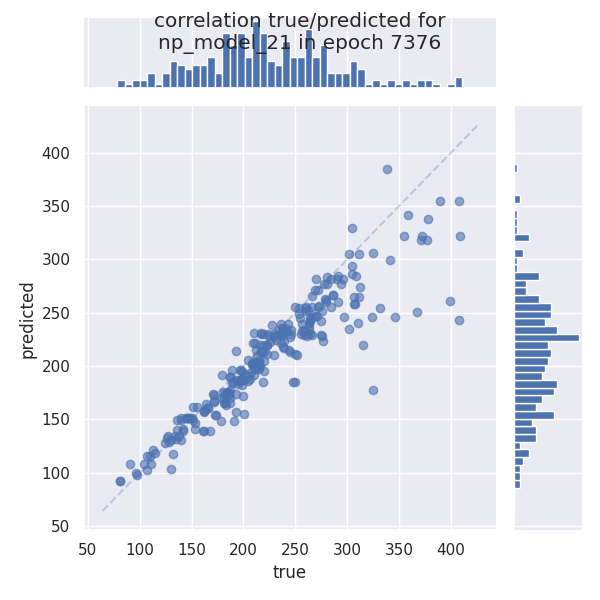 correlation true/predicted for
np_model_21 in epoch 7376
400
350
300
250
200
150
100
50
predicted
50 100 150 200 250 300 350 400
true